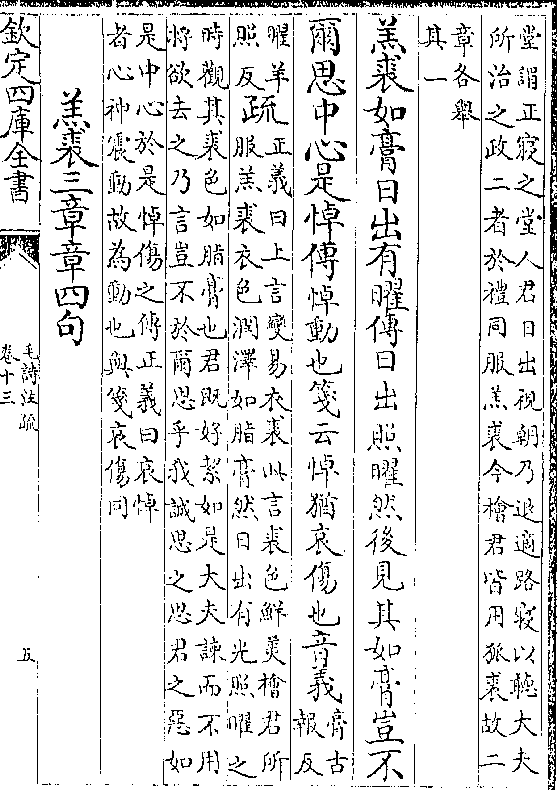 堂謂正寢之堂人君日出視朝乃退適路寢以聽大夫
所治之政二者於禮同服羔裘今檜君皆用狐裘故二
章各舉
其一
羔裘如膏日出有曜傳日出照曜然後見其如膏豈不
爾思中心是悼傳悼動也箋云悼猶哀傷也音義膏古
報反
曜羊
照反疏正義曰上言變易衣裘此言裘色鮮美檜君所
服羔裘衣色潤澤如脂膏然日出有光照曜之
時觀其裘色如脂膏也君既好絜如是大夫諫而不用
將欲去之乃言豈不於爾思乎我誠思之思君之惡如
是中心於是悼傷之傳正義曰哀悼
者心神震動故為動也與箋哀傷同
羔裘三章章四句
欽定四庫全書
毛詩注疏
卷十三
五